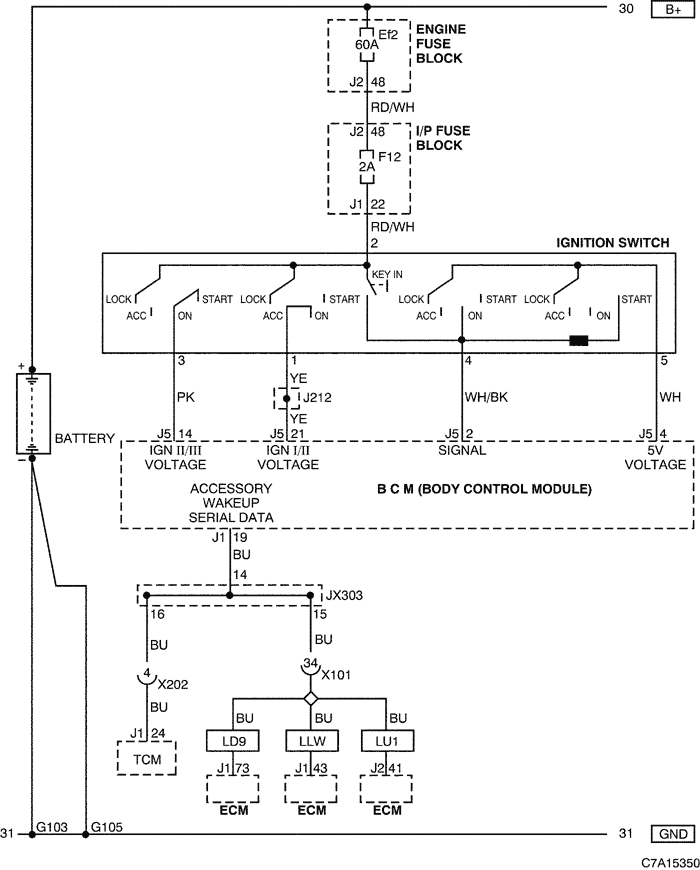 30 B+
Ef2
60A
ENGINE
FUSE
BLOCK
J2 48
RD/WH
J2 48
I/P FUSE
BLOCK
F12
2A
J1 22
RD/WH
2
IGNITION SWITCH
KEY IN
LOCK ACC ON START
LOCK ACC ON START
LOCK ACC ON START
LOCK ACC ON START
3 1 4 5
YE
PK J212 WH/BK WH
YE
+
BATTERY
−
J5 14 J5 21 J5 2 J5 4
IGN II/III IGN I/II SIGNAL 5V
VOLTAGE VOLTAGE VOLTAGE
ACCESSORY
WAKEUP
SERIAL DATA
B C M (BODY CONTROL MODULE)
J1 19
BU
14
JX303
16 15
BU BU
4 X202
34 X101
BU
BU BU BU
J1 24
TCM
LD9 LLW LU1
J1 73 J1 43 J2 41
ECM ECM ECM
31 G103 G105 31 GND
C7A15350